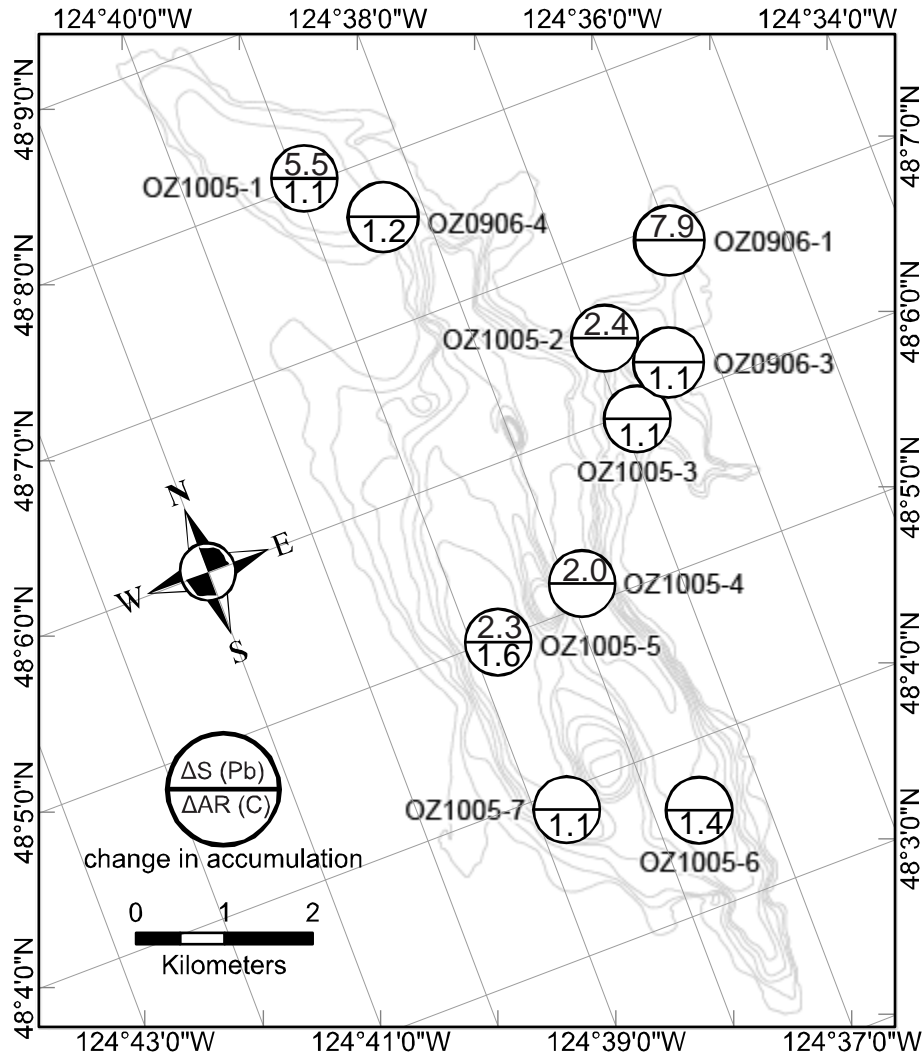 124°40'0"W 124°38'0"W 124°36'0"W 124°34'0"W
48°9'0"N
48°8'0"N
48°7'0"N
48°6'0"N
48°5'0"N
48°4'0"N
48°7'0"N
48°6'0"N
48°5'0"N
48°4'0"N
48°3'0"N
OZ1005-1
5.5
1.1
1.2
OZ0906-4
7.9
OZ0906-1
OZ1005-2
2.4
1.1
OZ0906-3
1.1
OZ1005-3
N
E
W
S
2.0
OZ1005-4
2.3
1.6
OZ1005-5
ΔS (Pb)
ΔAR (C)
change in accumulation
OZ1005-7
1.1
1.4
OZ1005-6
0 1 2
Kilometers
124°43'0"W 124°41'0"W 124°39'0"W 124°37'0"W